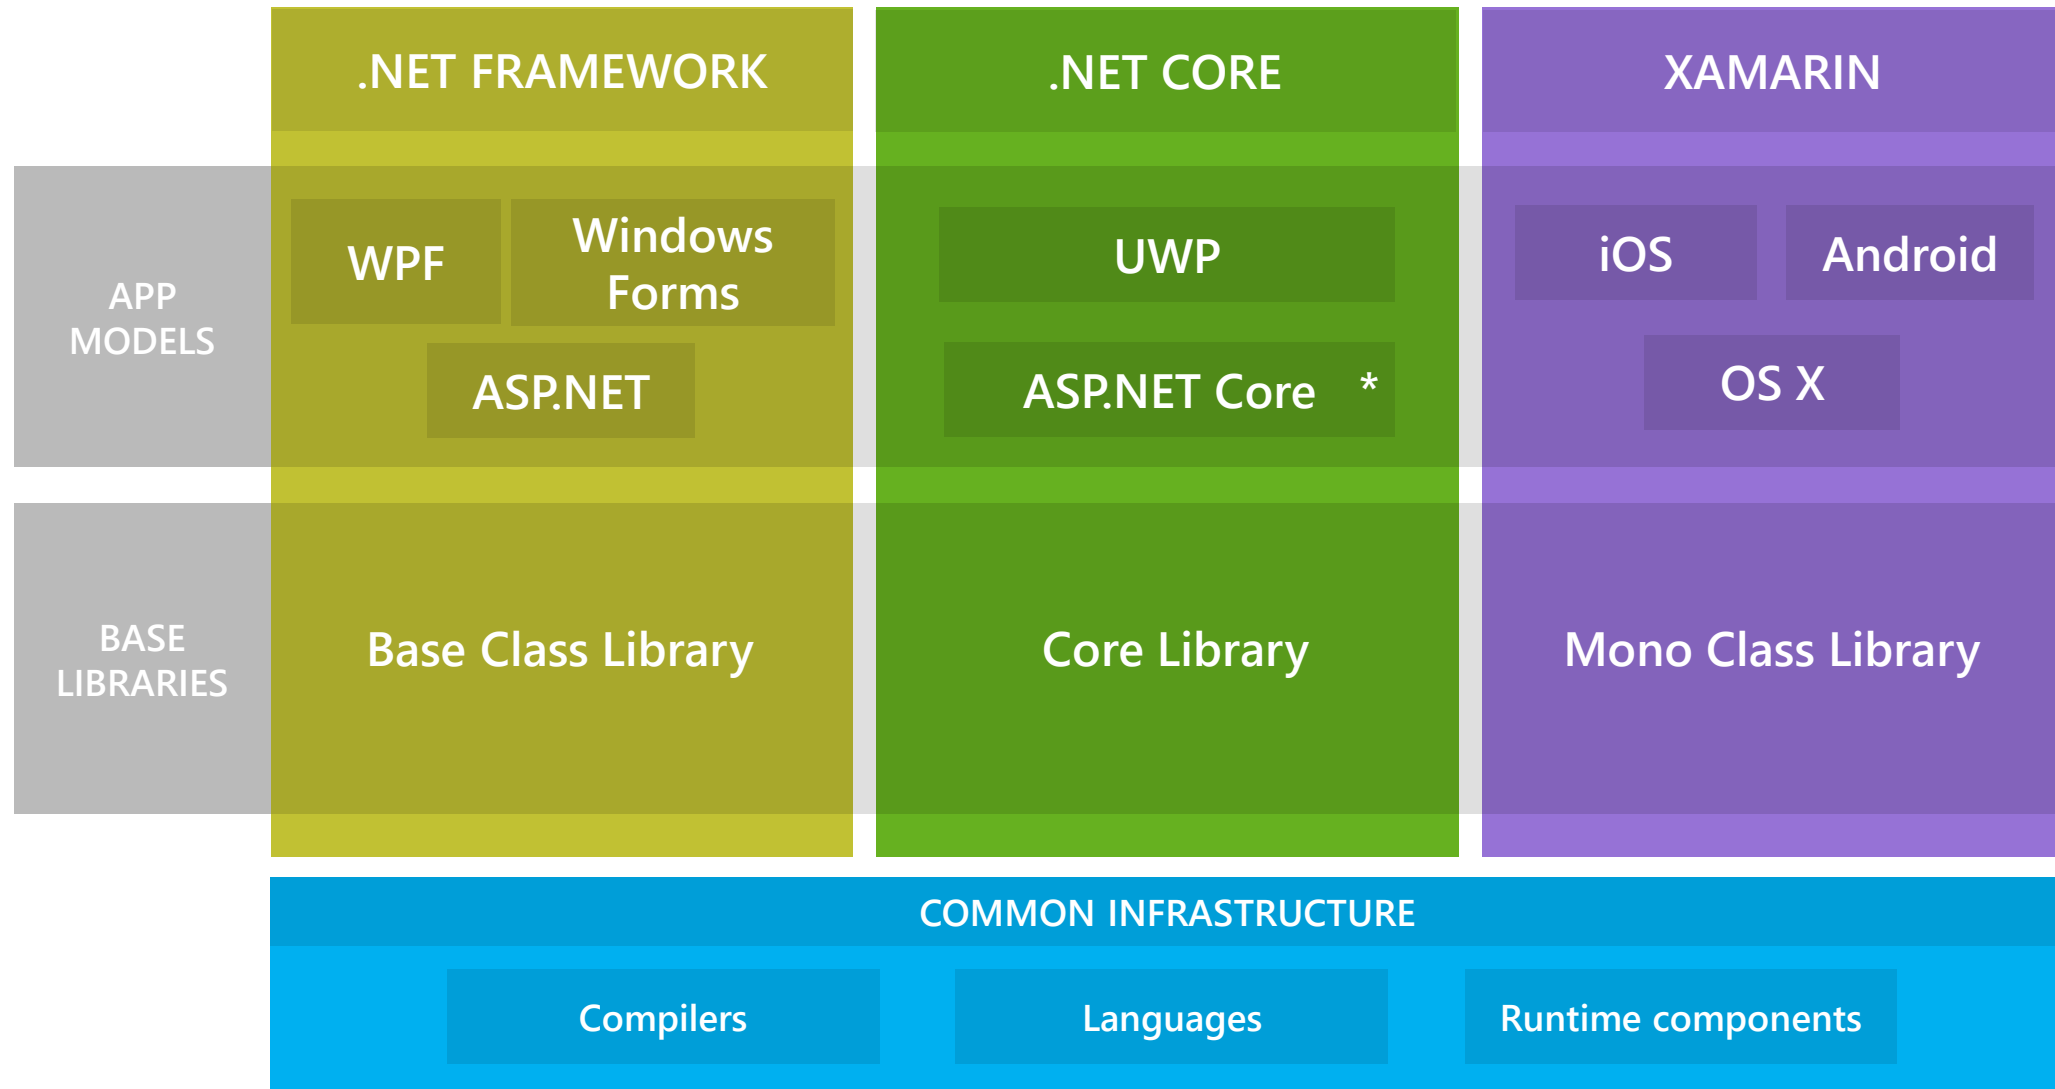 .NET FRAMEWORK
.NET CORE
XAMARIN
APP
MODELS
WPF
Windows
Forms
ASP.NET
UWP
ASP.NET Core *
iOS
Android
OS X
BASE
LIBRARIES
Base Class Library
Core Library
Mono Class Library
COMMON INFRASTRUCTURE
Compilers
Languages
Runtime components